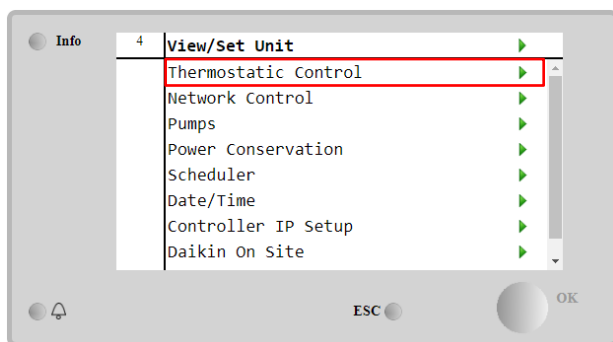 Info
4 View/Set Unit
Thermostatic Control
Network Control
Pumps
Power Conservation
Scheduler
Date/Time
Controller IP Setup
Daikin On Site
ESC
OK